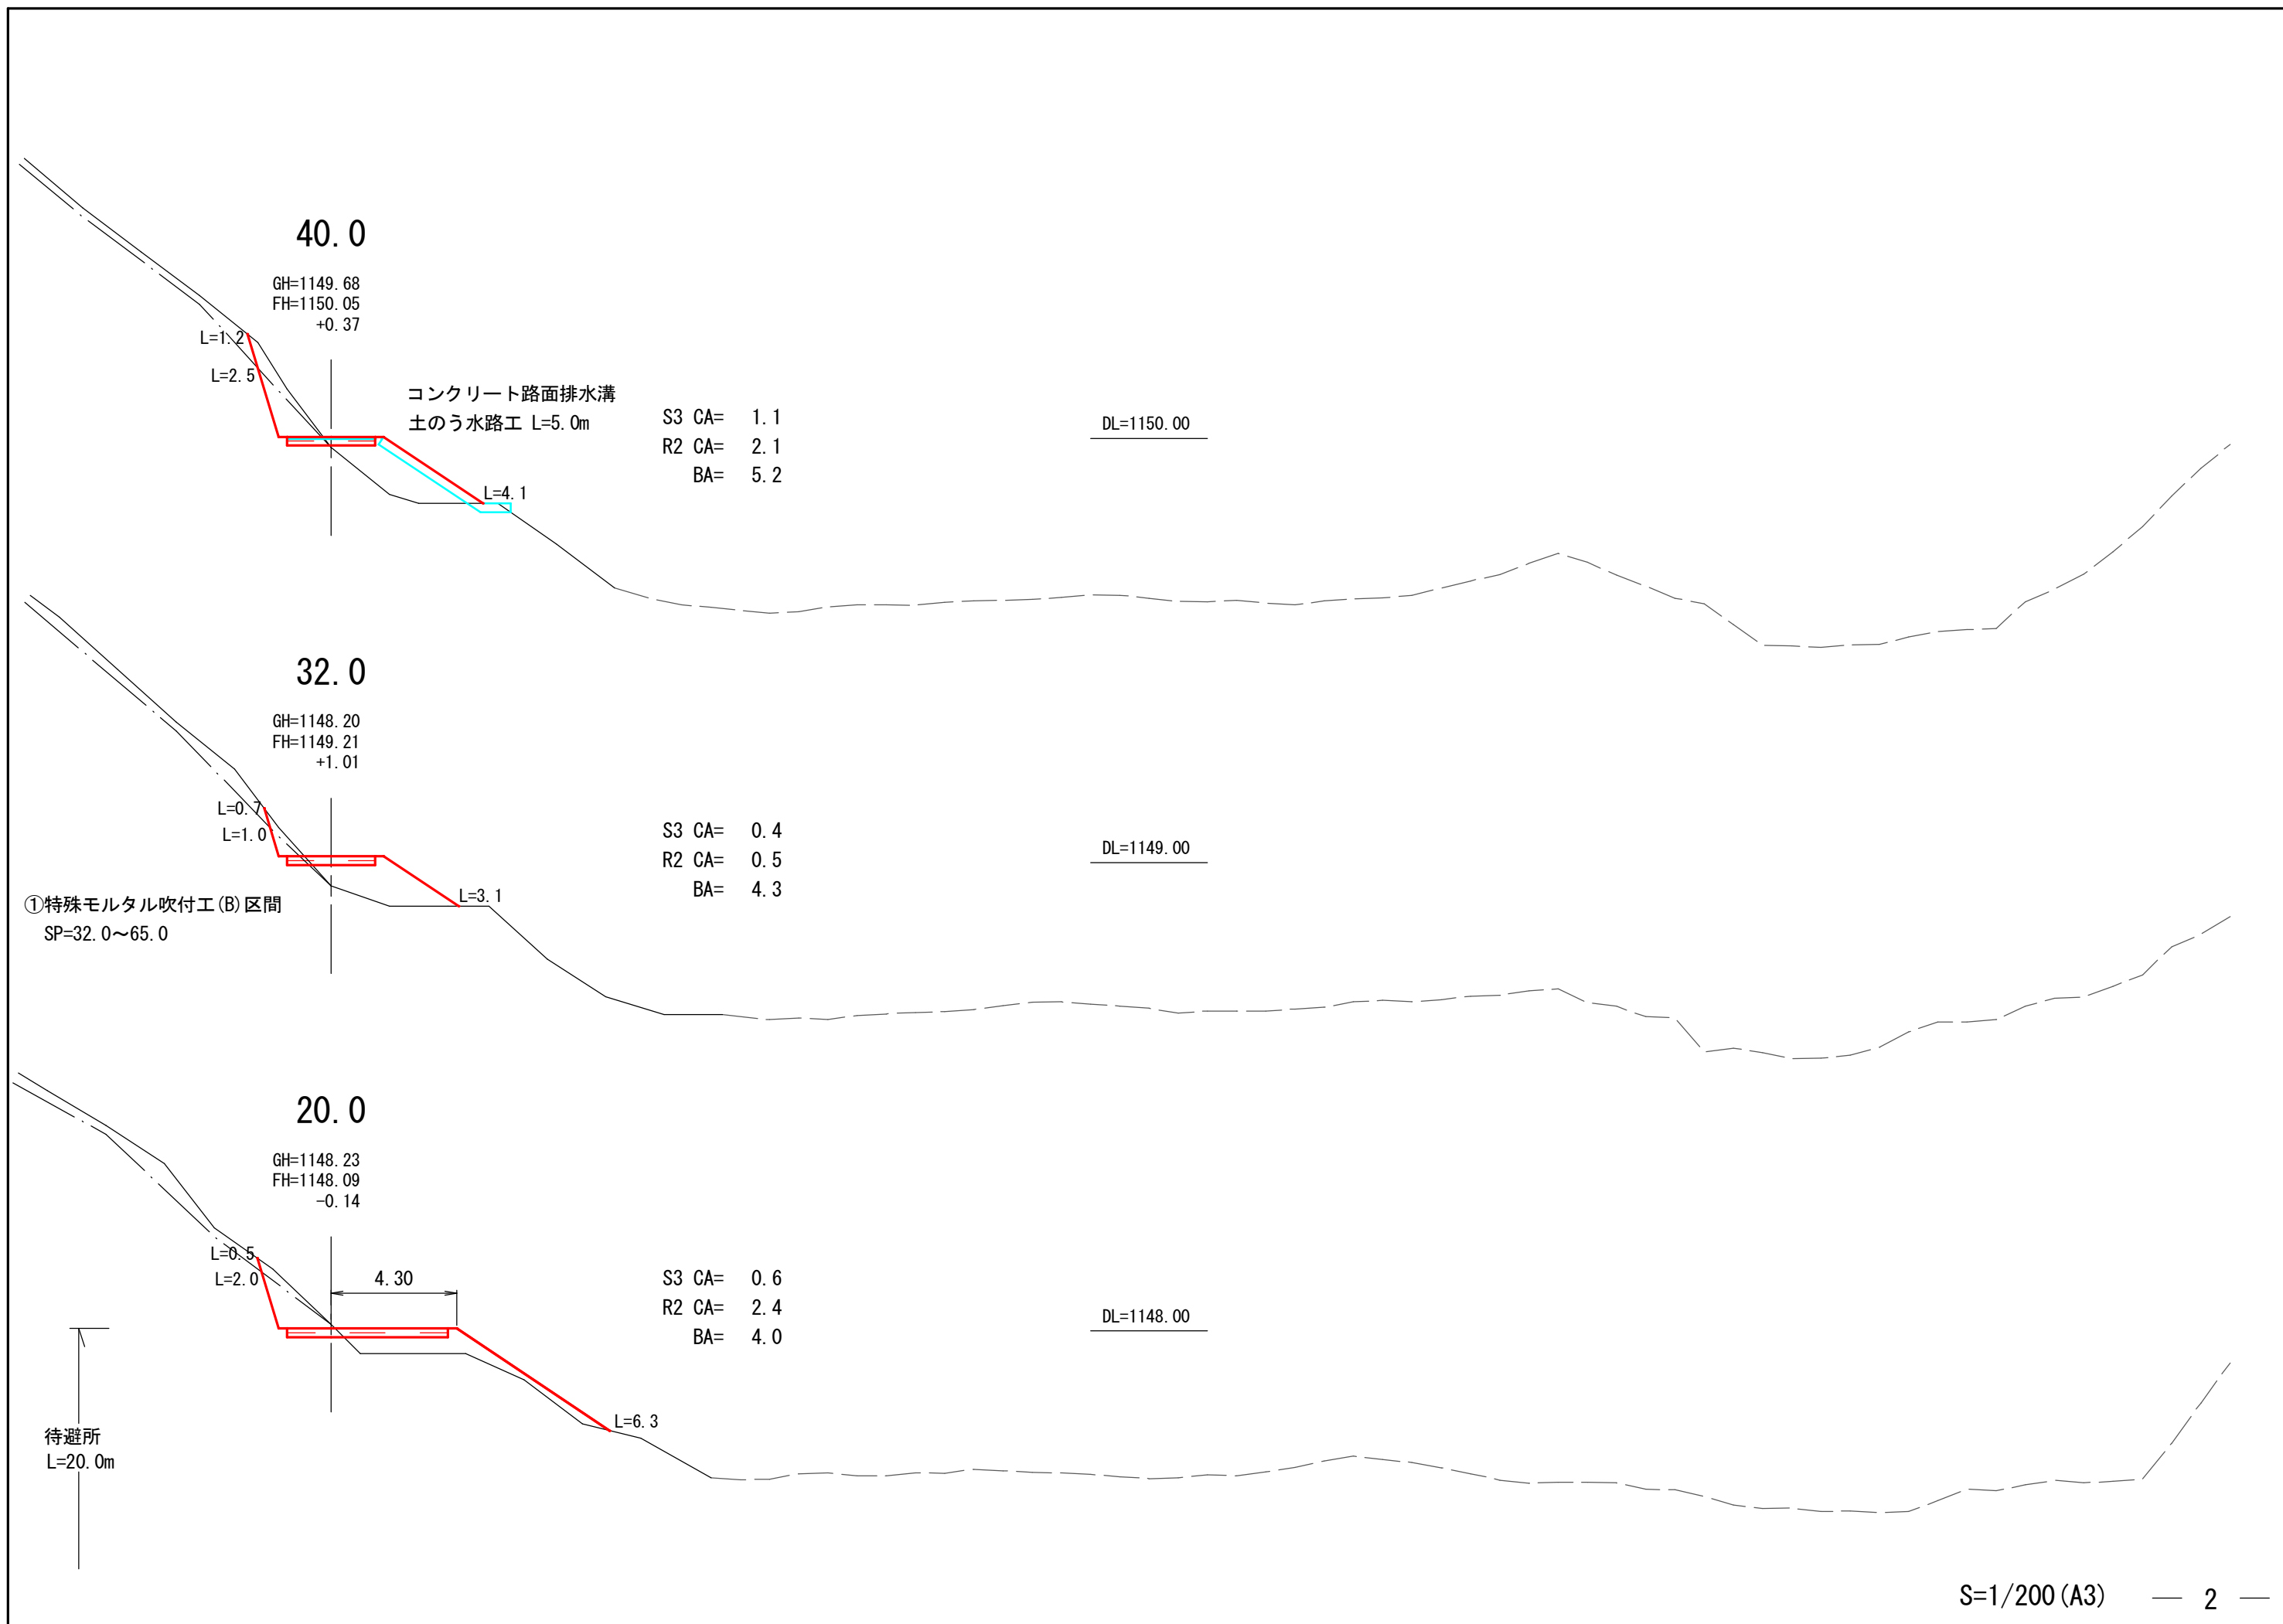 40.0
GH=1149.68
FH=1150.05
+0.37
L=1.2
L=2.5
コンクリート路面排水溝
土のう水路工 L=5.0m
L=4.1
S3 CA= 1.1
R2 CA= 2.1
BA= 5.2
DL=1150.00
32.0
GH=1148.20
FH=1149.21
+1.01
L=0.7
L=1.0
L=3.1
S3 CA= 0.4
R2 CA= 0.5
BA= 4.3
DL=1149.00
①特殊モルタル吹付工(B)区間
SP=32.0～65.0
20.0
GH=1148.23
FH=1148.09
-0.14
L=0.5
L=2.0
4.30
L=6.3
S3 CA= 0.6
R2 CA= 2.4
BA= 4.0
DL=1148.00
待避所
L=20.0m
S=1/200(A3) — 2 —